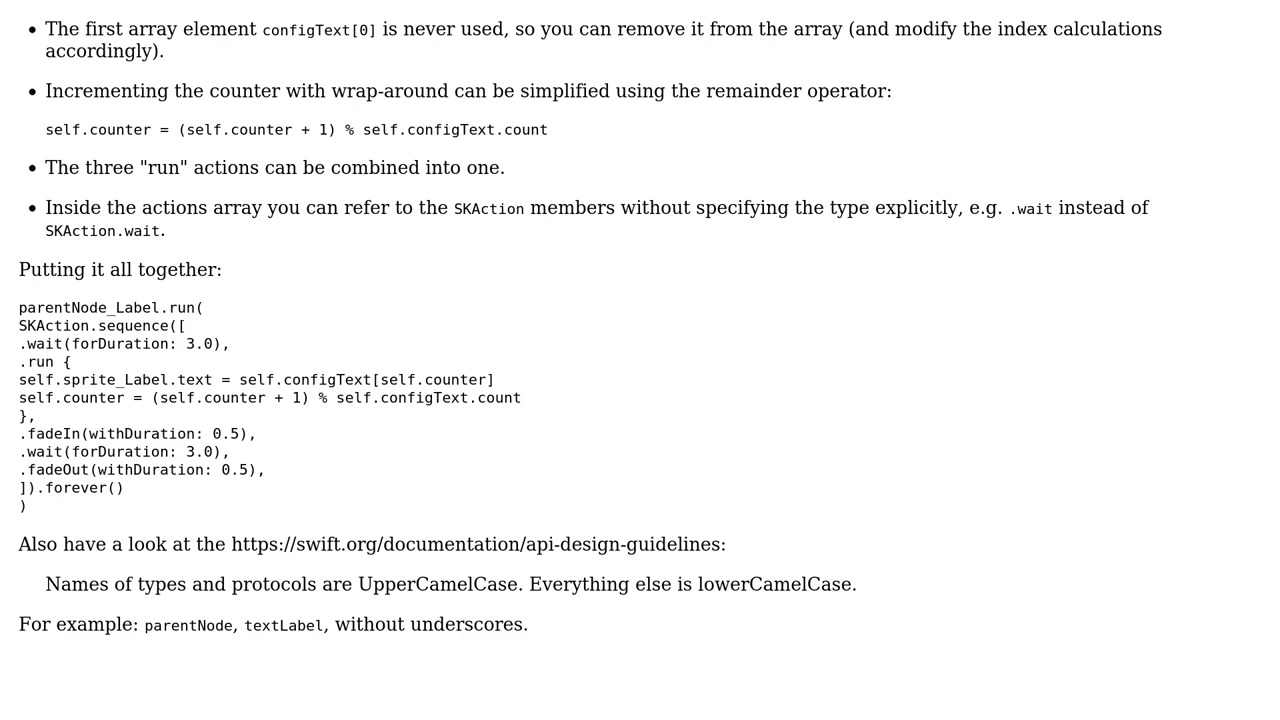 The first array element configText[0] is never used, so you can remove it from the array (and modify the index calculations
accordingly).
Incrementing the counter with wrap-around can be simplified using the remainder operator:
self.counter = (self.counter + 1) % self.configText.count
The three "run" actions can be combined into one.
Inside the actions array you can refer to the SKAction members without specifying the type explicitly, e.g. .wait instead of
SKAction.wait.
Putting it all together:
parentNode_Label.run(
SKAction.sequence([
.wait(forDuration: 3.0),
.run {
self.sprite_Label.text = self.configText[self.counter]
self.counter = (self.counter + 1) % self.configText.count
},
.fadeIn(withDuration: 0.5),
.wait(forDuration: 3.0),
.fadeOut(withDuration: 0.5),
]).forever()
)
Also have a look at the https://swift.org/documentation/api-design-guidelines:
Names of types and protocols are UpperCamelCase. Everything else is lowerCamelCase.
For example: parentNode, textLabel, without underscores.